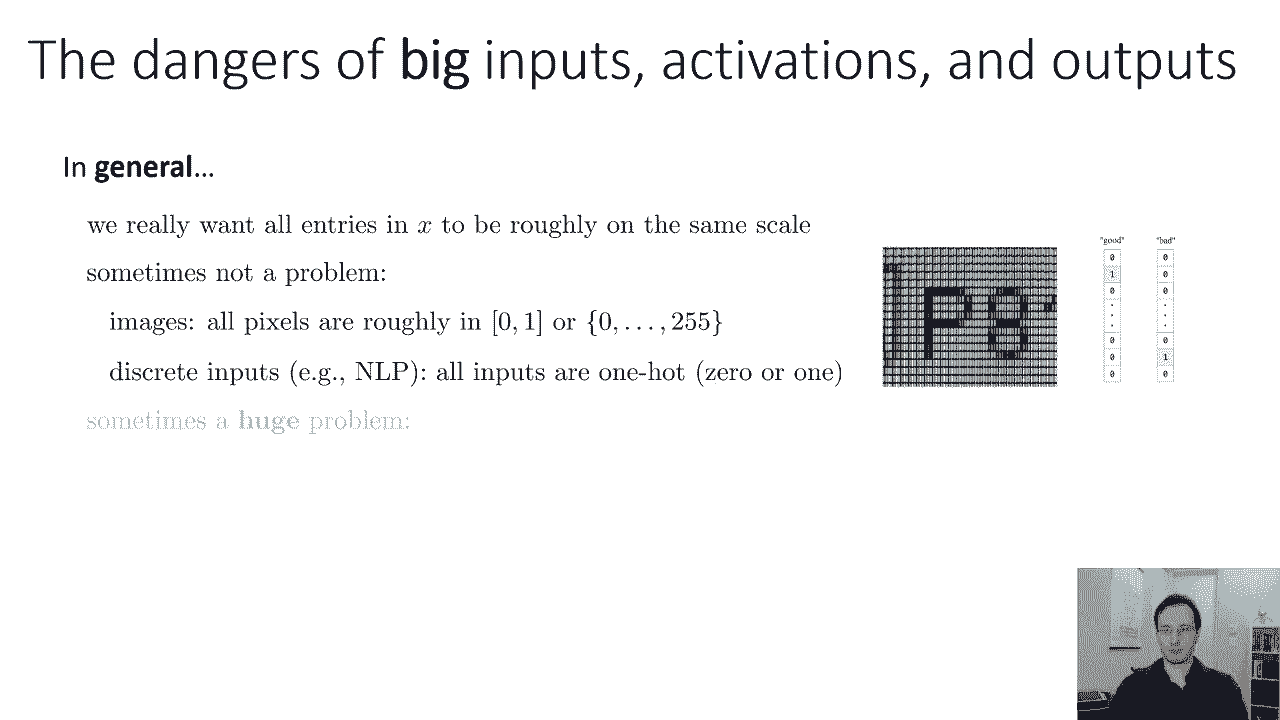 The dangers of big inputs, activations, and outputs
In general...
we really want all entries in x to be roughly on the same scale
sometimes not a problem:
images: all pixels are roughly in [0, 1] or {0, . . . , 255}
discrete inputs (e.g., NLP): all inputs are one-hot (zero or one)
sometimes a huge problem:
"good" "bad"
0 0
1 0
0 0
. .
. .
. .
0 0
0 1
0 0